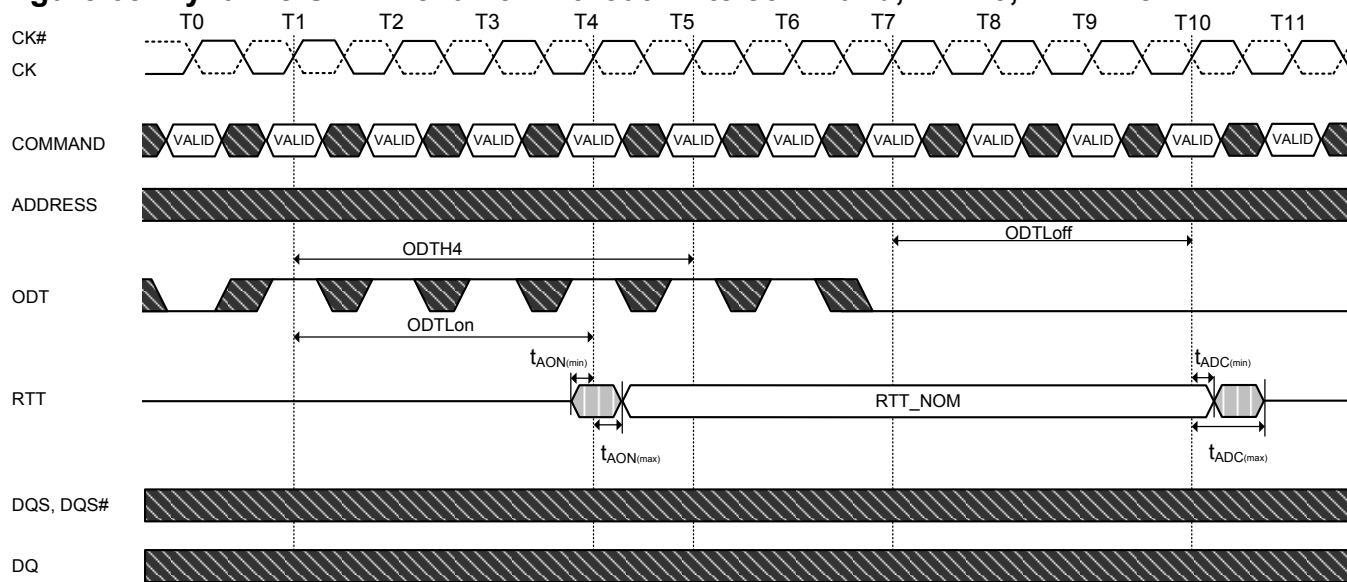 T0 T1 T2 T3 T4 T5 T6 T7 T8 T9 T10 T11
CK#
CK
COMMAND VALID VALID VALID VALID VALID VALID VALID VALID VALID VALID VALID VALID
ADDRESS
ODTLoff
ODTH4
ODT
ODTLon
tAON(min) tADC(min)
RTT RTT_NOM
tAON(max) tADC(max)
DQS, DQS#
DQ